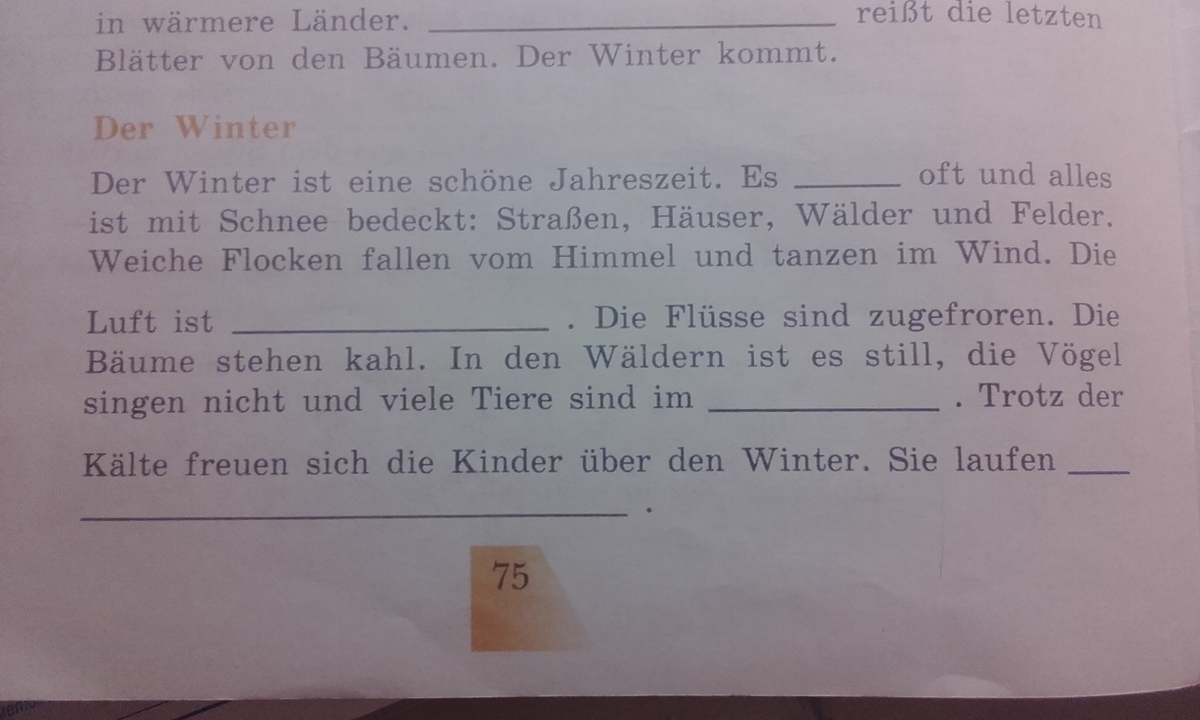 in wärmere Länder. ____________________ reißt die letzten
Blätter von den Bäumen. Der Winter kommt.
Der Winter
Der Winter ist eine schöne Jahreszeit. Es _____ oft und alles
ist mit Schnee bedeckt: Straßen, Häuser, Wälder und Felder.
Weiche Flocken fallen vom Himmel und tanzen im Wind. Die
Luft ist ________________ . Die Flüsse sind zugefroren. Die
Bäume stehen kahl. In den Wäldern ist es still, die Vögel
singen nicht und viele Tiere sind im ____________ . Trotz der
Kälte freuen sich die Kinder über den Winter. Sie laufen ___
____________________________ .
75